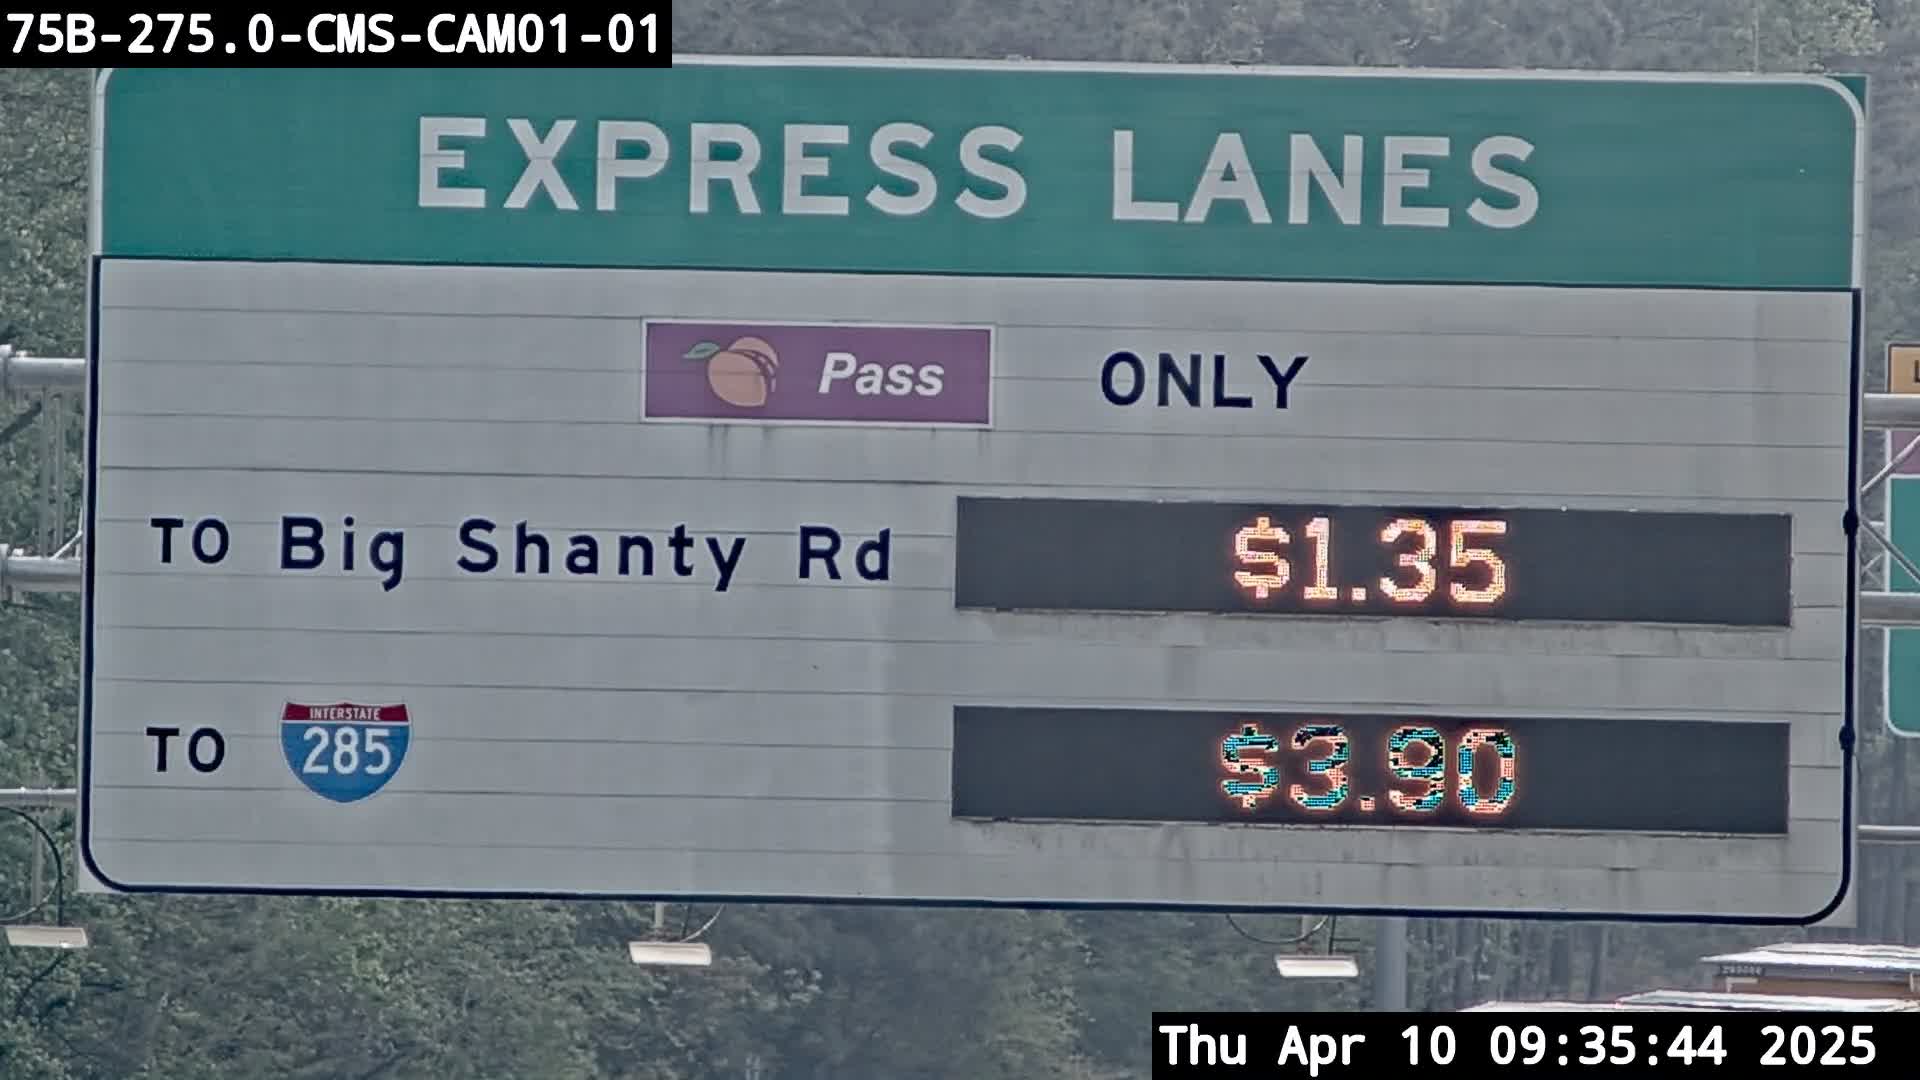 75B-275.0-CMS-CAM01-01
EXPRESS LANES
Pass ONLY
TO Big Shanty Rd $1.35
INTERSTATE
TO 285 $3.90
Thu Apr 10 09:35:44 2025